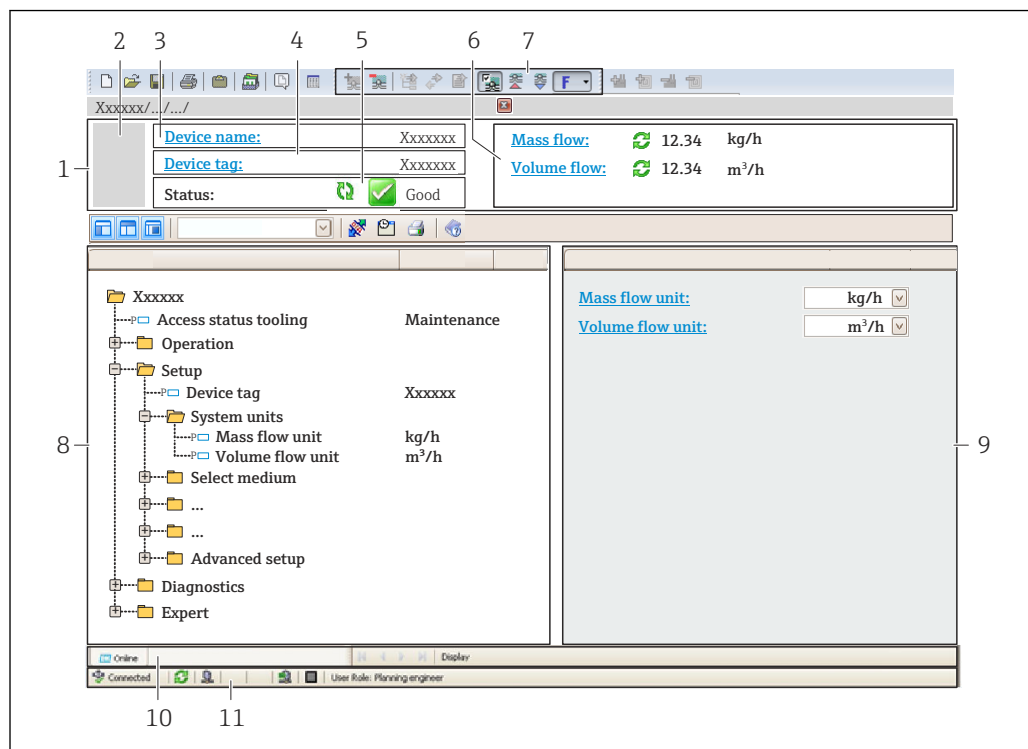 2 3 4 5 6 7
F
Xxxxxx/.../.../
1
Device name: Xxxxxxx
Device tag: Xxxxxxx
Status: Good
Mass flow: 12.34 kg/h
Volume flow: 12.34 m³/h
Xxxxxx
P Access status tooling Maintenance
Operation
Setup
P Device tag Xxxxxx
System units
P Mass flow unit kg/h
P Volume flow unit m³/h
Select medium
...
...
Advanced setup
Diagnostics
Expert
Mass flow unit: kg/h
Volume flow unit: m³/h
8
9
Online Display
Connected User Role: Planning engineer
10 11